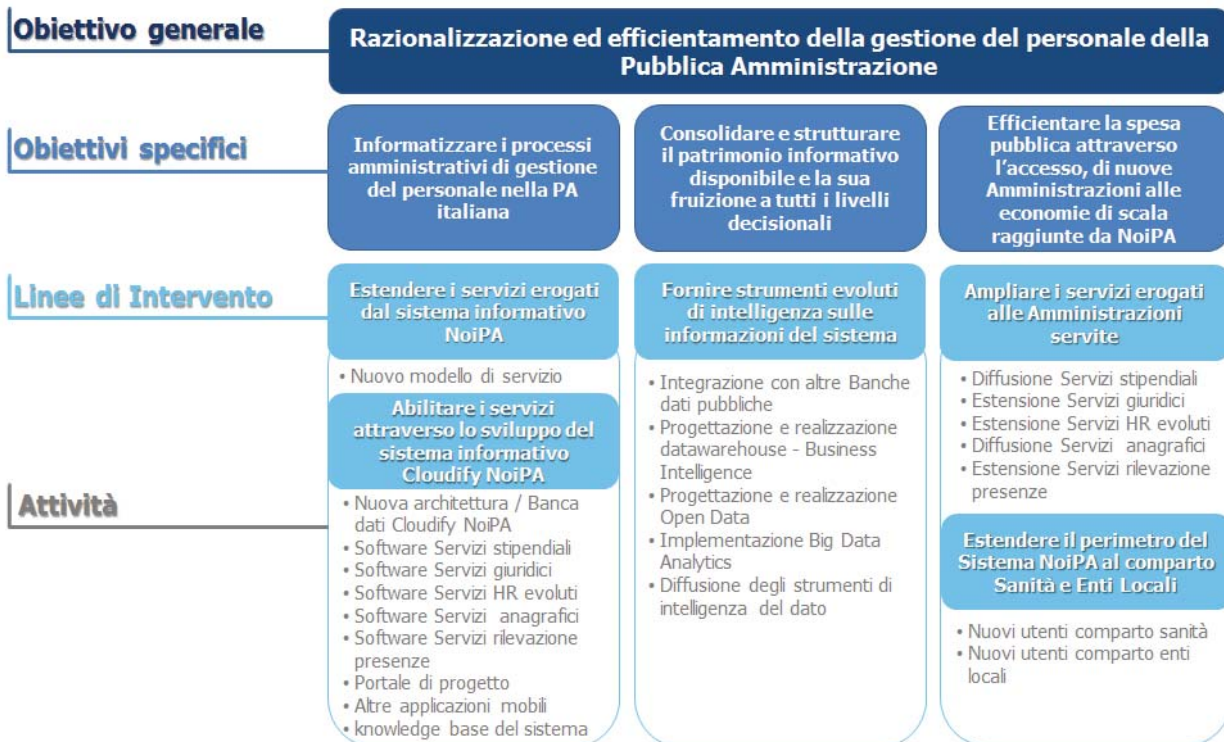 Obiettivo generale
Razionalizzazione ed efficientamento della gestione del personale della
Pubblica Amministrazione
Obiettivi specifici
Informatizzare i processi
amministrativi di gestione
del personale nella PA
italiana
Consolidare e strutturare
il patrimonio informativo
disponibile e la sua
fruizione a tutti i livelli
decisionali
Efficientare la spesa
pubblica attraverso
l'accesso, di nuove
Amministrazioni alle
economie di scala
raggiunte da NoiPA
Linee di Intervento
Estendere i servizi erogati
dal sistema informativo
NoiPA
Fornire strumenti evoluti
di intelligenza sulle
informazioni del sistema
Ampliare i servizi erogati
alle Amministrazioni
servite
Attività
• Nuovo modello di servizio
Abilitare i servizi
attraverso lo sviluppo del
sistema informativo
Cloudify NoiPA
• Nuova architettura / Banca
dati Cloudify NoiPA
• Software Servizi stipendiali
• Software Servizi giuridici
• Software Servizi HR evoluti
• Software Servizi anagrafici
• Software Servizi rilevazione
presenze
• Portale di progetto
• Altre applicazioni mobili
• knowledge base del sistema
• Integrazione con altre Banche
dati pubbliche
• Progettazione e realizzazione
datawarehouse - Business
Intelligence
• Progettazione e realizzazione
Open Data
• Implementazione Big Data
Analytics
• Diffusione degli strumenti di
intelligenza del dato
• Diffusione Servizi stipendiali
• Estensione Servizi giuridici
• Estensione Servizi HR evoluti
• Diffusione Servizi anagrafici
• Estensione Servizi rilevazione
presenze
Estendere il perimetro del
Sistema NoiPA al comparto
Sanità e Enti Locali
• Nuovi utenti comparto sanità
• Nuovi utenti comparto enti
locali